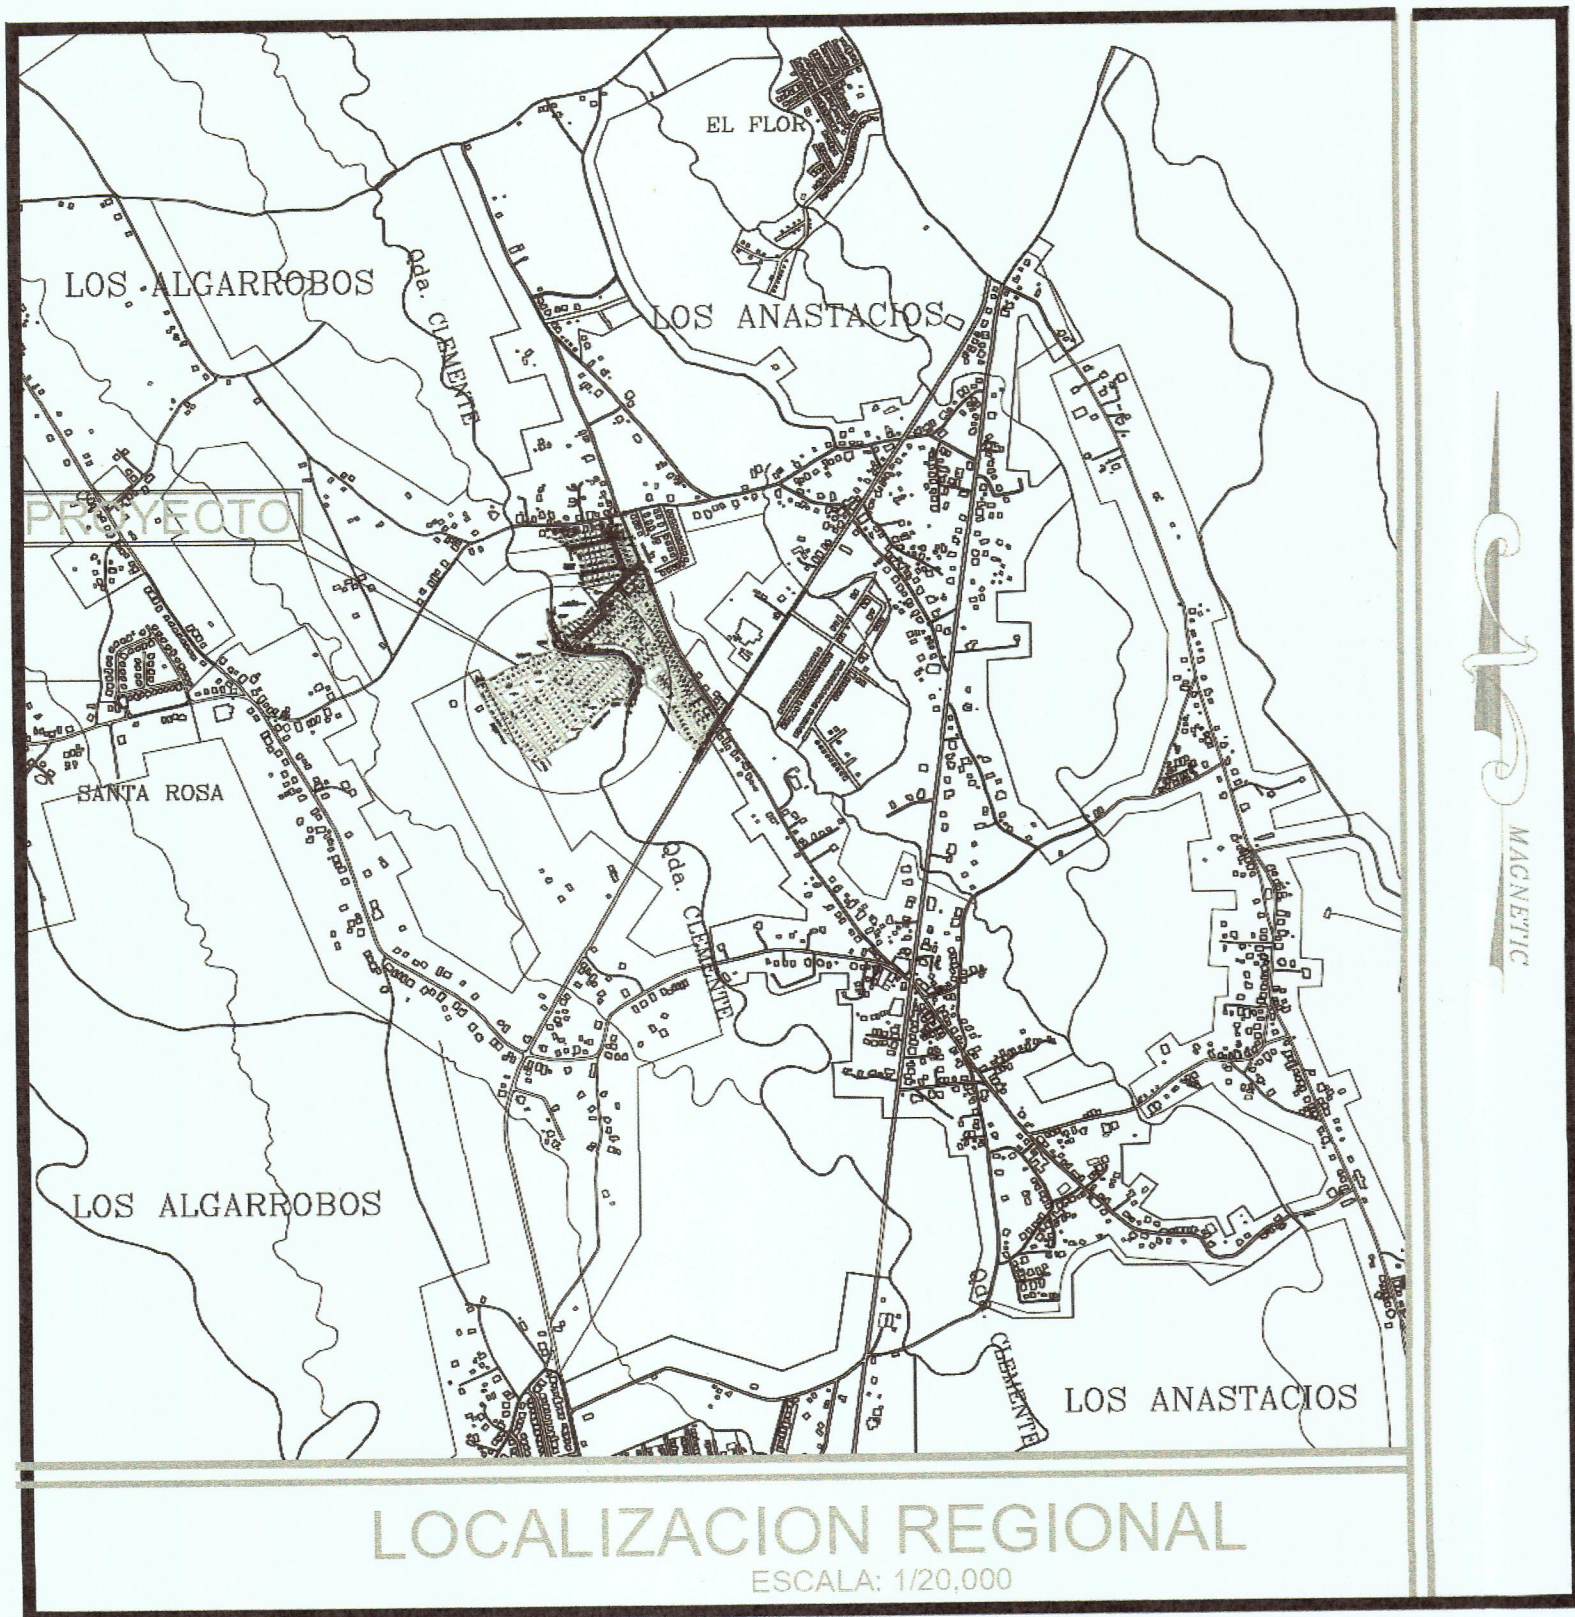 EL FLOR
LOS ALGARROBOS
Qda. CLEMENTE
LOS ANASTACIOS
PROYECTO
SANTA ROSA
Qda. CLEMENTE
MAGNETIC
LOS ALGARROBOS
CLEMENTE
LOS ANASTACIOS
LOCALIZACION REGIONAL
ESCALA: 1/20,000